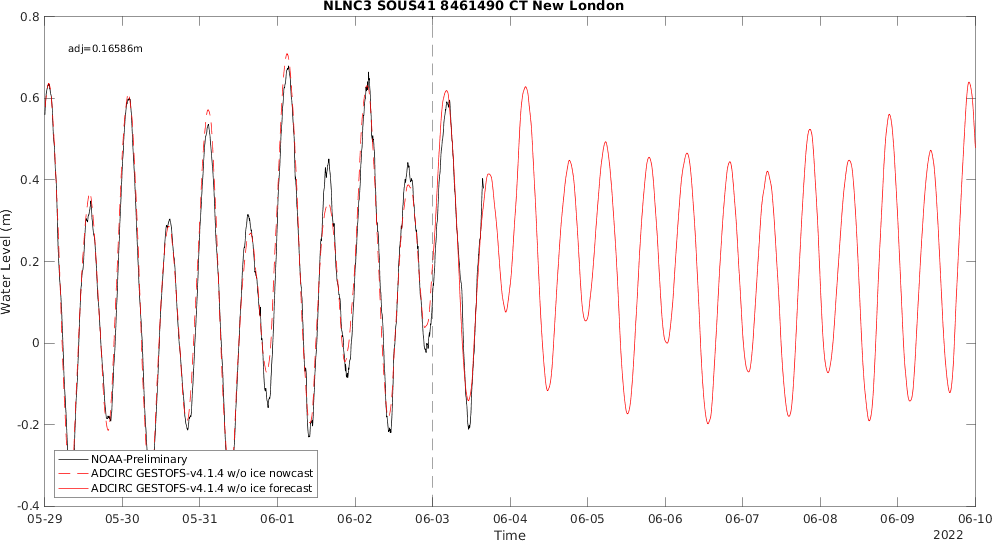 NLNC3 SOUS41 8461490 CT New London
adj=0.16586m
Water Level (m)
0.8
0.6
0.4
0.2
0
-0.2
-0.4
NOAA-Preliminary
ADCIRC GESTOFS-v4.1.4 w/o ice nowcast
ADCIRC GESTOFS-v4.1.4 w/o ice forecast
05-29 05-30 05-31 06-01 06-02 06-03 06-04 06-05 06-06 06-07 06-08 06-09 06-10
Time
2022